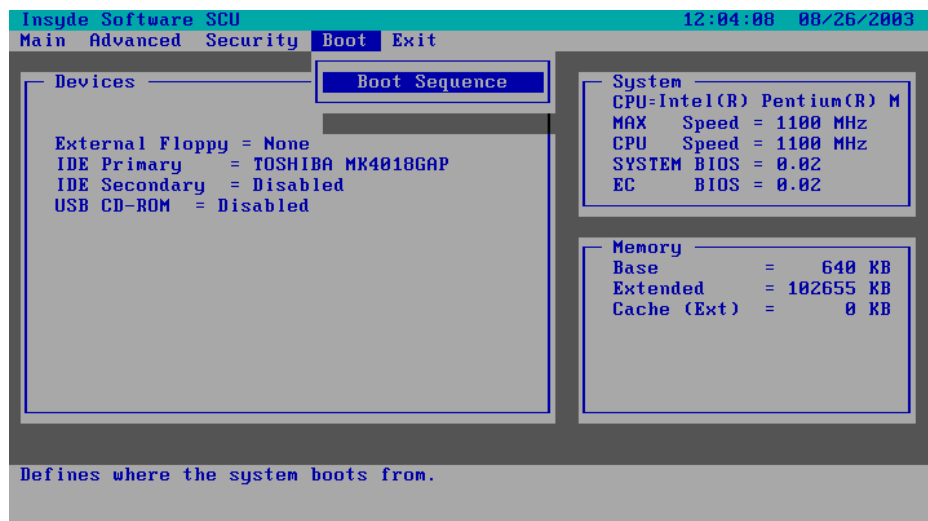 Insyde Software SCU 12:04:08 08/26/2003
Main Advanced Security Boot Exit
Boot Sequence
Devices
External Floppy = None
IDE Primary = TOSHIBA MK4018GAP
IDE Secondary = Disabled
USB CD-ROM = Disabled
System
CPU=Intel(R) Pentium(R) M
MAX Speed = 1100 MHz
CPU Speed = 1100 MHz
SYSTEM BIOS = 0.02
EC BIOS = 0.02
Memory
Base = 640 KB
Extended = 102655 KB
Cache (Ext) = 0 KB
Defines where the system boots from.